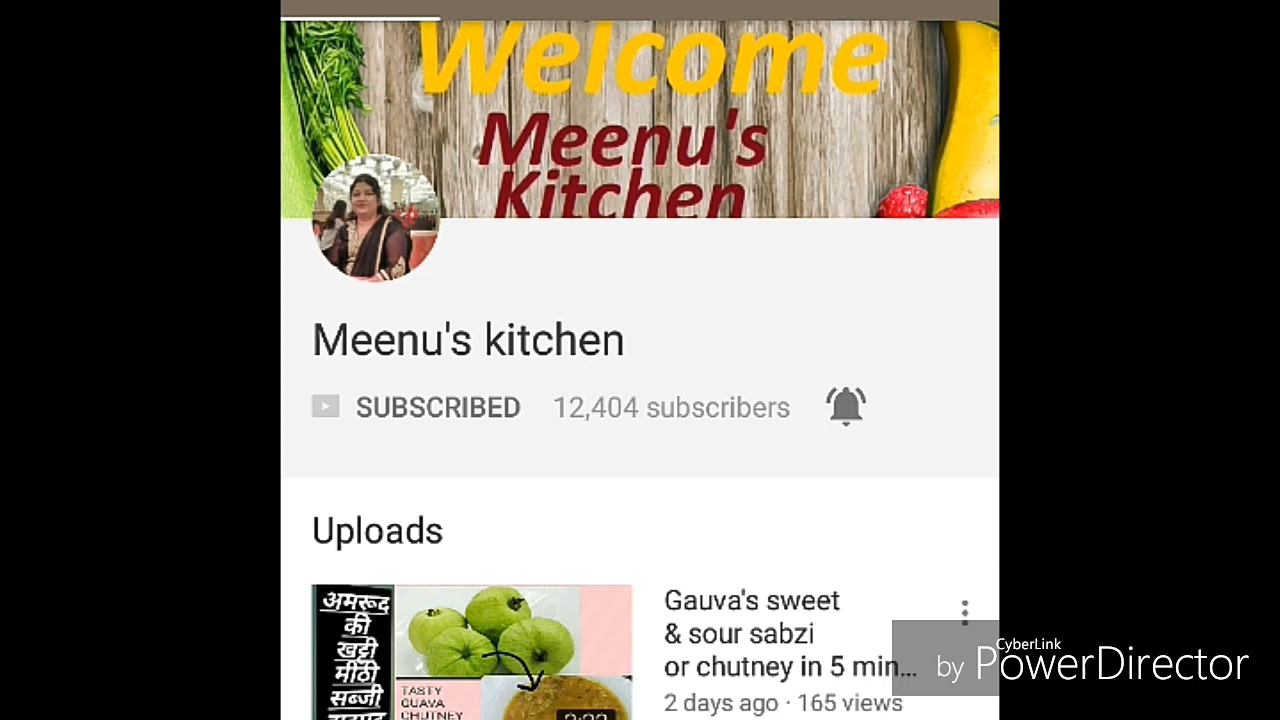 Welcome
Meenu's
Kitchen
Meenu's kitchen
SUBSCRIBED 12,404 subscribers
Uploads
अमरूद
की
खट्टी
मीठी
सब्जी
TASTY
GUAVA
CHUTNEY
Gauva's sweet
& sour sabzi
or chutney in 5 min...
2 days ago · 165 views
CyberLink
by PowerDirector